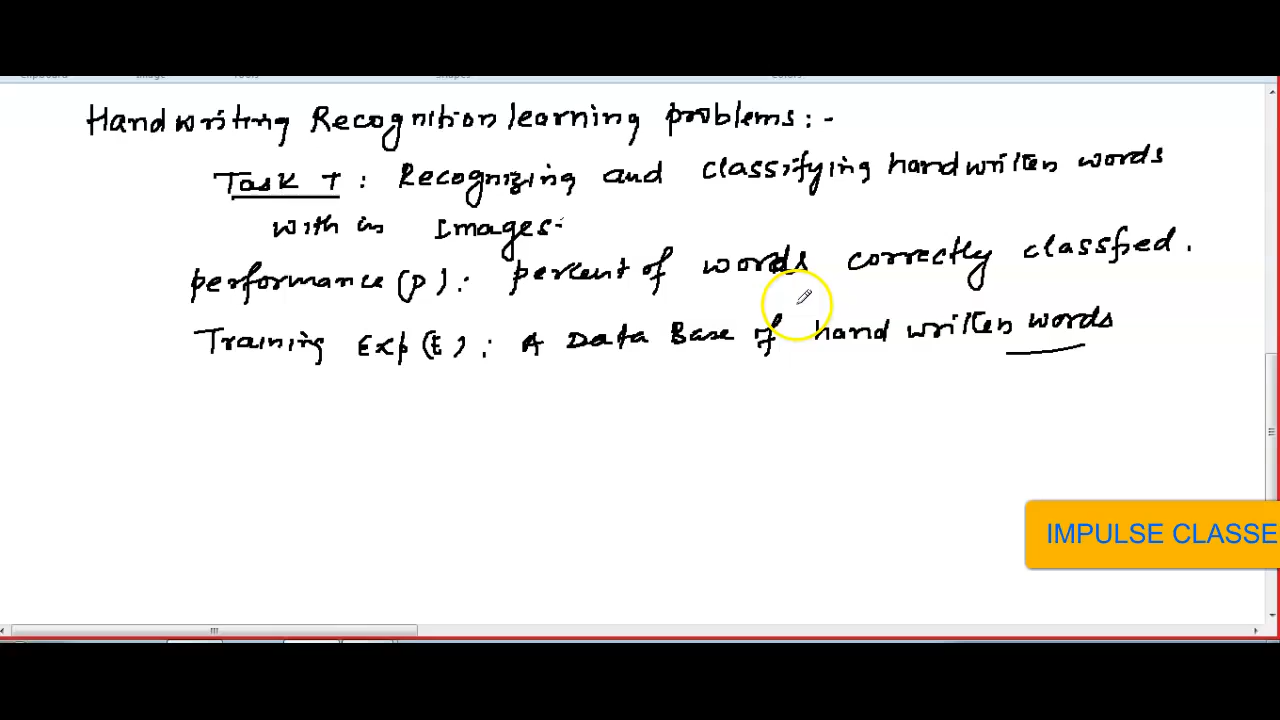 Handwriting Recognition learning problems : -
Task T : Recognizing and classifying handwritten words
with in Images.
performance (p) : percent of words correctly classfied .
Training Exp (E) : A Data Base of hand written words
IMPULSE CLASSE